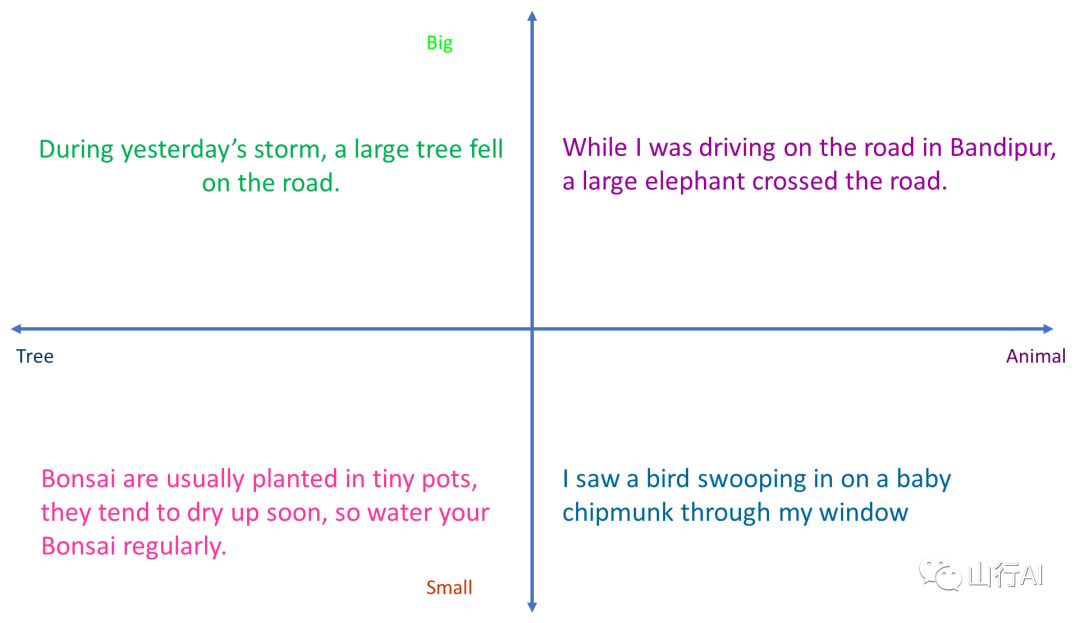 Big
During yesterday’s storm, a large tree fell
on the road.
While I was driving on the road in Bandipur,
a large elephant crossed the road.
Tree
Animal
Bonsai are usually planted in tiny pots,
they tend to dry up soon, so water your
Bonsai regularly.
I saw a bird swooping in on a baby
chipmunk through my window
Small
山行AI